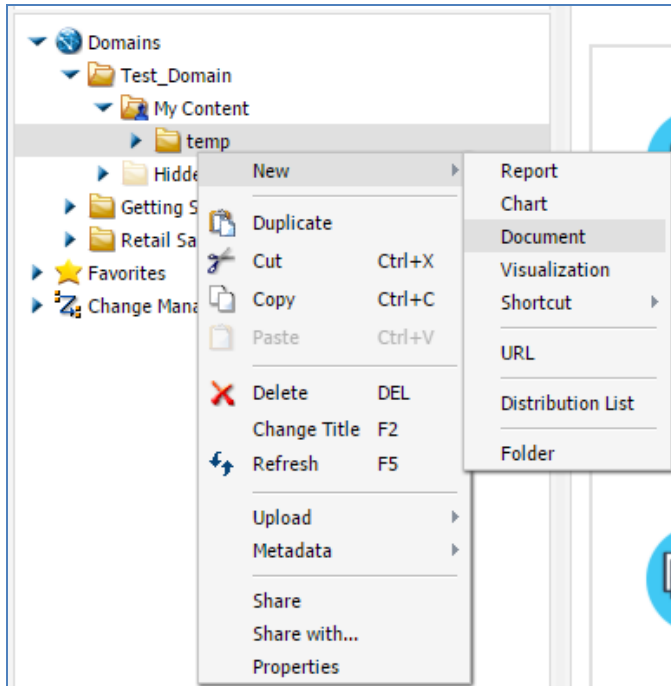 Domains
Test_Domain
My Content
temp
Hidde
Getting S
Retail Sa
Favorites
Change Mana
New
Duplicate
Cut Ctrl+X
Copy Ctrl+C
Paste Ctrl+V
Delete DEL
Change Title F2
Refresh F5
Upload
Metadata
Share
Share with...
Properties
Report
Chart
Document
Visualization
Shortcut
URL
Distribution List
Folder